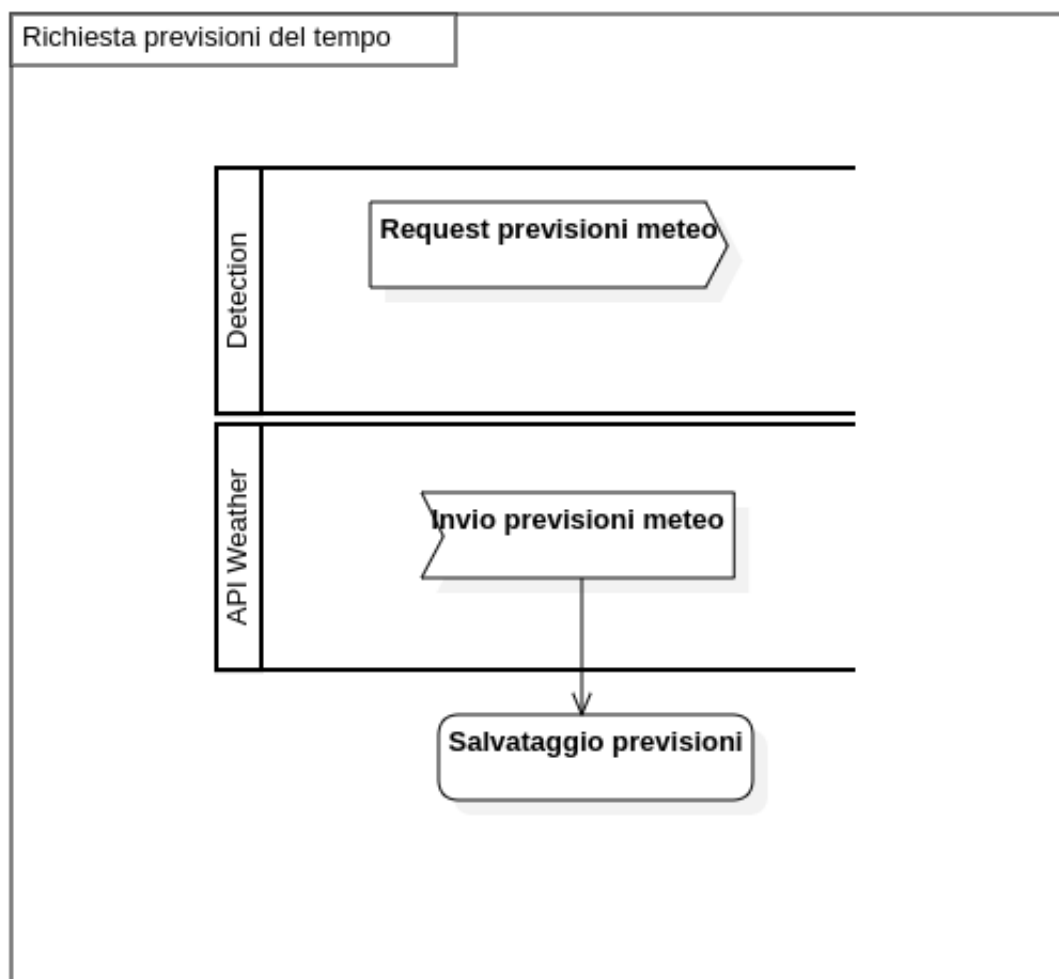 Richiesta previsioni del tempo
Detection
Request previsioni meteo
API Weather
Invio previsioni meteo
Salvataggio previsioni